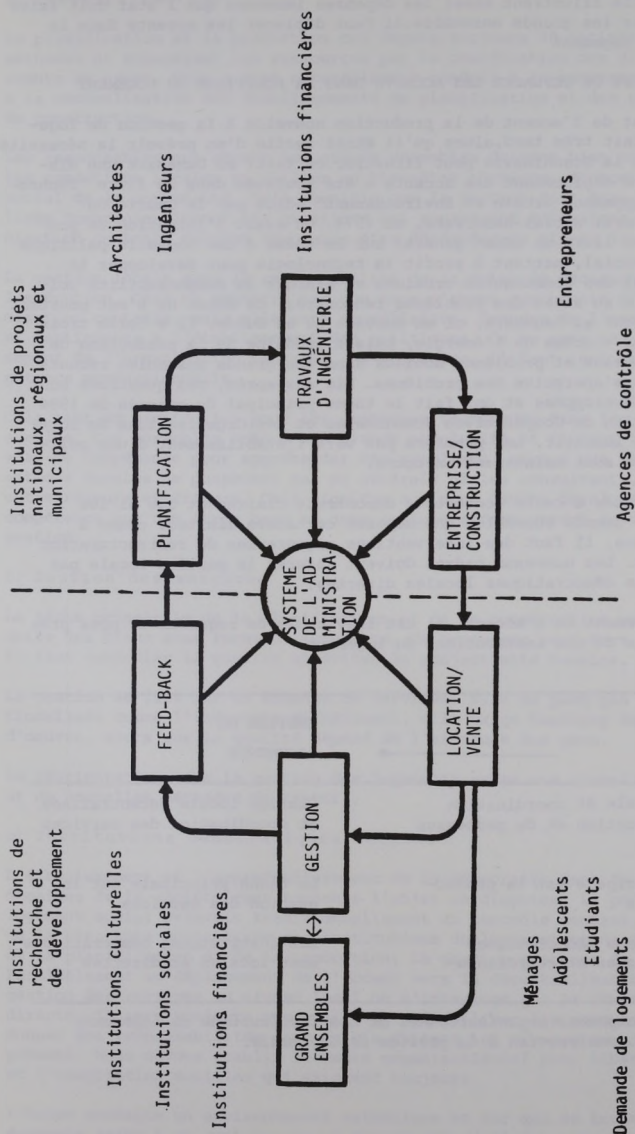 Institutions de
recherche et
de développement
Institutions de projets
nationaux, régionaux et
municipaux
Institutions culturelles
Institutions sociales
Institutions financières
Architectes
Ingénieurs
Institutions financières
FEED-BACK
PLANIFICATION
GRAND
ENSEMBLES
GESTION
SYSTEME
DE L'AD-
MINISTRA-
TION
TRAVAUX
D'INGÉNIERIE
LOCATION/
VENTE
ENTREPRISE/
CONSTRUCTION
Ménages
Adolescents
Etudiants
Demande de logements
Entrepreneurs
Agences de contrôle